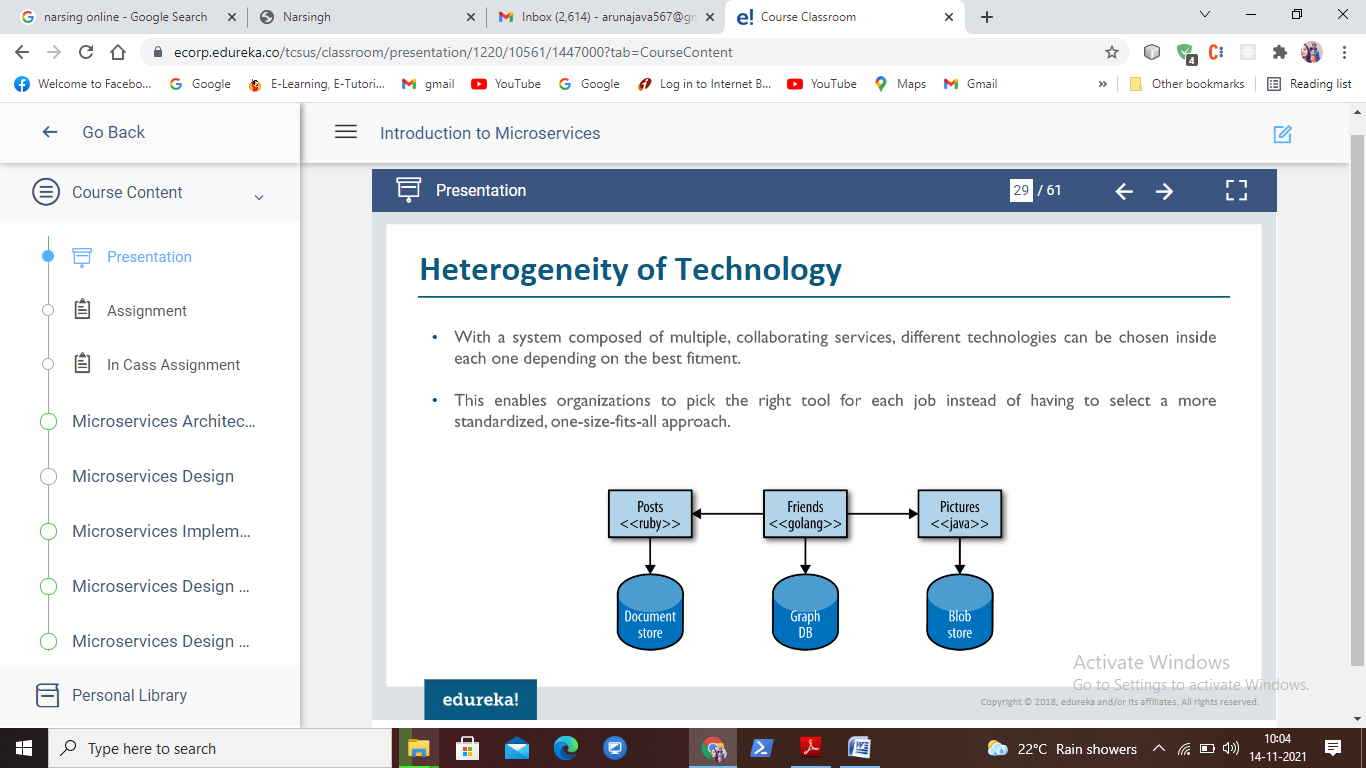 narsing online - Google Search
Narsingh
Inbox (2,614) - arunajava567@gm
e! Course Classroom
ecorp.edureka.co/tcsus/classroom/presentation/1220/10561/1447000?tab=CourseContent
4
Welcome to Facebo...
Google
E-Learning, E-Tutori...
gmail
YouTube
Google
Log in to Internet B...
YouTube
Maps
Gmail
»
Other bookmarks
Reading list
Go Back
Introduction to Microservices
Course Content
Presentation
Assignment
In Cass Assignment
Microservices Architec...
Microservices Design
Microservices Implem...
Microservices Design ...
Microservices Design ...
Personal Library
Presentation
29 / 61
Heterogeneity of Technology
• With a system composed of multiple, collaborating services, different technologies can be chosen inside
each one depending on the best fitment.
• This enables organizations to pick the right tool for each job instead of having to select a more
standardized, one-size-fits-all approach.
Posts
<<ruby>>
Friends
<<golang>>
Pictures
<<java>>
Document
store
Graph
DB
Blob
store
edureka!
Activate Windows
Go to Settings to activate Windows.
Copyright © 2018, edureka and/or its affiliates. All rights reserved.
Type here to search
22°C Rain showers
10:04
14-11-2021